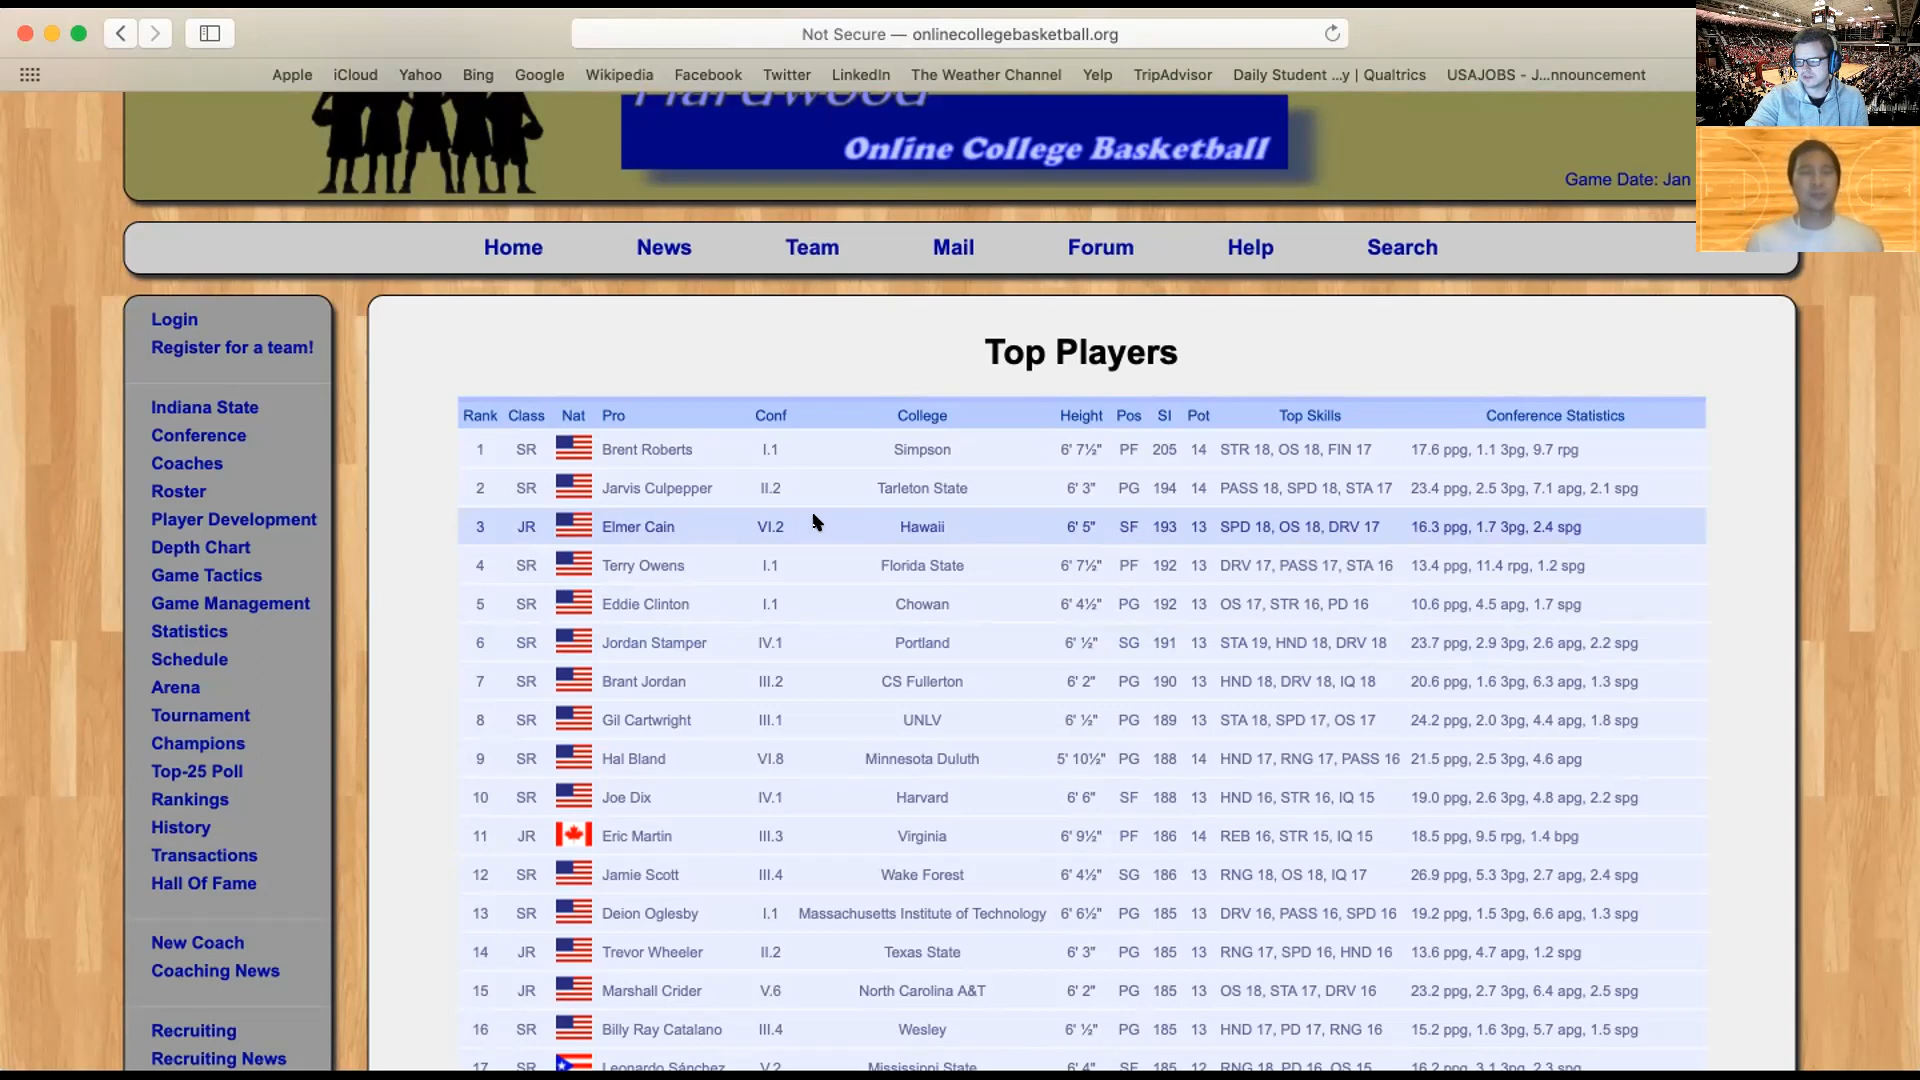 Not Secure — onlinecollegebasketball.org
Apple iCloud Yahoo Bing Google Wikipedia Facebook Twitter LinkedIn The Weather Channel Yelp TripAdvisor Daily Student ...y | Qualtrics USAJOBS - J...nnouncement
Hardwood
Online College Basketball
Game Date: Jan
Home News Team Mail Forum Help Search
Login
Register for a team!
Indiana State
Conference
Coaches
Roster
Player Development
Depth Chart
Game Tactics
Game Management
Statistics
Schedule
Arena
Tournament
Champions
Top-25 Poll
Rankings
History
Transactions
Hall Of Fame
New Coach
Coaching News
Recruiting
Recruiting News
Top Players
Rank Class Nat Pro Conf College Height Pos SI Pot Top Skills Conference Statistics
1 SR Brent Roberts I.1 Simpson 6' 7½" PF 205 14 STR 18, OS 18, FIN 17 17.6 ppg, 1.1 3pg, 9.7 rpg
2 SR Jarvis Culpepper II.2 Tarleton State 6' 3" PG 194 14 PASS 18, SPD 18, STA 17 23.4 ppg, 2.5 3pg, 7.1 apg, 2.1 spg
3 JR Elmer Cain VI.2 Hawaii 6' 5" SF 193 13 SPD 18, OS 18, DRV 17 16.3 ppg, 1.7 3pg, 2.4 spg
4 SR Terry Owens I.1 Florida State 6' 7½" PF 192 13 DRV 17, PASS 17, STA 16 13.4 ppg, 11.4 rpg, 1.2 spg
5 SR Eddie Clinton I.1 Chowan 6' 4½" PG 192 13 OS 17, STR 16, PD 16 10.6 ppg, 4.5 apg, 1.7 spg
6 SR Jordan Stamper IV.1 Portland 6' ½" SG 191 13 STA 19, HND 18, DRV 18 23.7 ppg, 2.9 3pg, 2.6 apg, 2.2 spg
7 SR Brant Jordan III.2 CS Fullerton 6' 2" PG 190 13 HND 18, DRV 18, IQ 18 20.6 ppg, 1.6 3pg, 6.3 apg, 1.3 spg
8 SR Gil Cartwright III.1 UNLV 6' ½" PG 189 13 STA 18, SPD 17, OS 17 24.2 ppg, 2.0 3pg, 4.4 apg, 1.8 spg
9 SR Hal Bland VI.8 Minnesota Duluth 5' 10½" PG 188 14 HND 17, RNG 17, PASS 16 21.5 ppg, 2.5 3pg, 4.6 apg
10 SR Joe Dix IV.1 Harvard 6' 6" SF 188 13 HND 16, STR 16, IQ 15 19.0 ppg, 2.6 3pg, 4.8 apg, 2.2 spg
11 JR Eric Martin III.3 Virginia 6' 9½" PF 186 14 REB 16, STR 15, IQ 15 18.5 ppg, 9.5 rpg, 1.4 bpg
12 SR Jamie Scott III.4 Wake Forest 6' 4½" SG 186 13 RNG 18, OS 18, IQ 17 26.9 ppg, 5.3 3pg, 2.7 apg, 2.4 spg
13 SR Deion Oglesby I.1 Massachusetts Institute of Technology 6' 6½" PG 185 13 DRV 16, PASS 16, SPD 16 19.2 ppg, 1.5 3pg, 6.6 apg, 1.3 spg
14 JR Trevor Wheeler II.2 Texas State 6' 3" PG 185 13 RNG 17, SPD 16, HND 16 13.6 ppg, 4.7 apg, 1.2 spg
15 JR Marshall Crider V.6 North Carolina A&T 6' 2" PG 185 13 OS 18, STA 17, DRV 16 23.2 ppg, 2.7 3pg, 6.4 apg, 2.5 spg
16 SR Billy Ray Catalano III.4 Wesley 6' ½" PG 185 13 HND 17, PD 17, RNG 16 15.2 ppg, 1.6 3pg, 5.7 apg, 1.5 spg
17 SR Leonardo Sánchez V.2 Mississippi State 6' 4" SF 185 12 RNG 18, PD 16, OS 15 16.2 ppg, 3.1 3pg, 2.3 spg